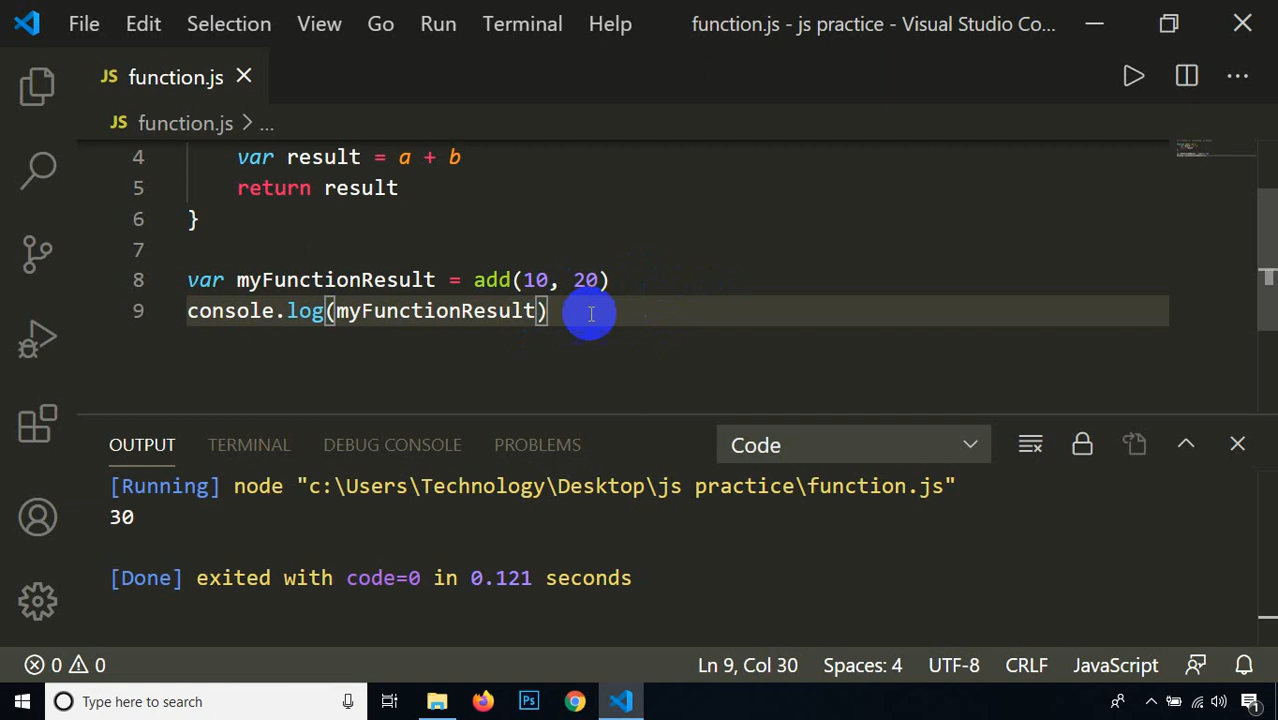 File Edit Selection View Go Run Terminal Help function.js - js practice - Visual Studio Co...
JS function.js
JS function.js > ...
4 var result = a + b
5 return result
6 }
7
8 var myFunctionResult = add(10, 20)
9 console.log(myFunctionResult)
OUTPUT TERMINAL DEBUG CONSOLE PROBLEMS Code
[Running] node "c:\Users\Technology\Desktop\js practice\function.js"
30
[Done] exited with code=0 in 0.121 seconds
0 0 Ln 9, Col 30 Spaces: 4 UTF-8 CRLF JavaScript
Type here to search Ps 1